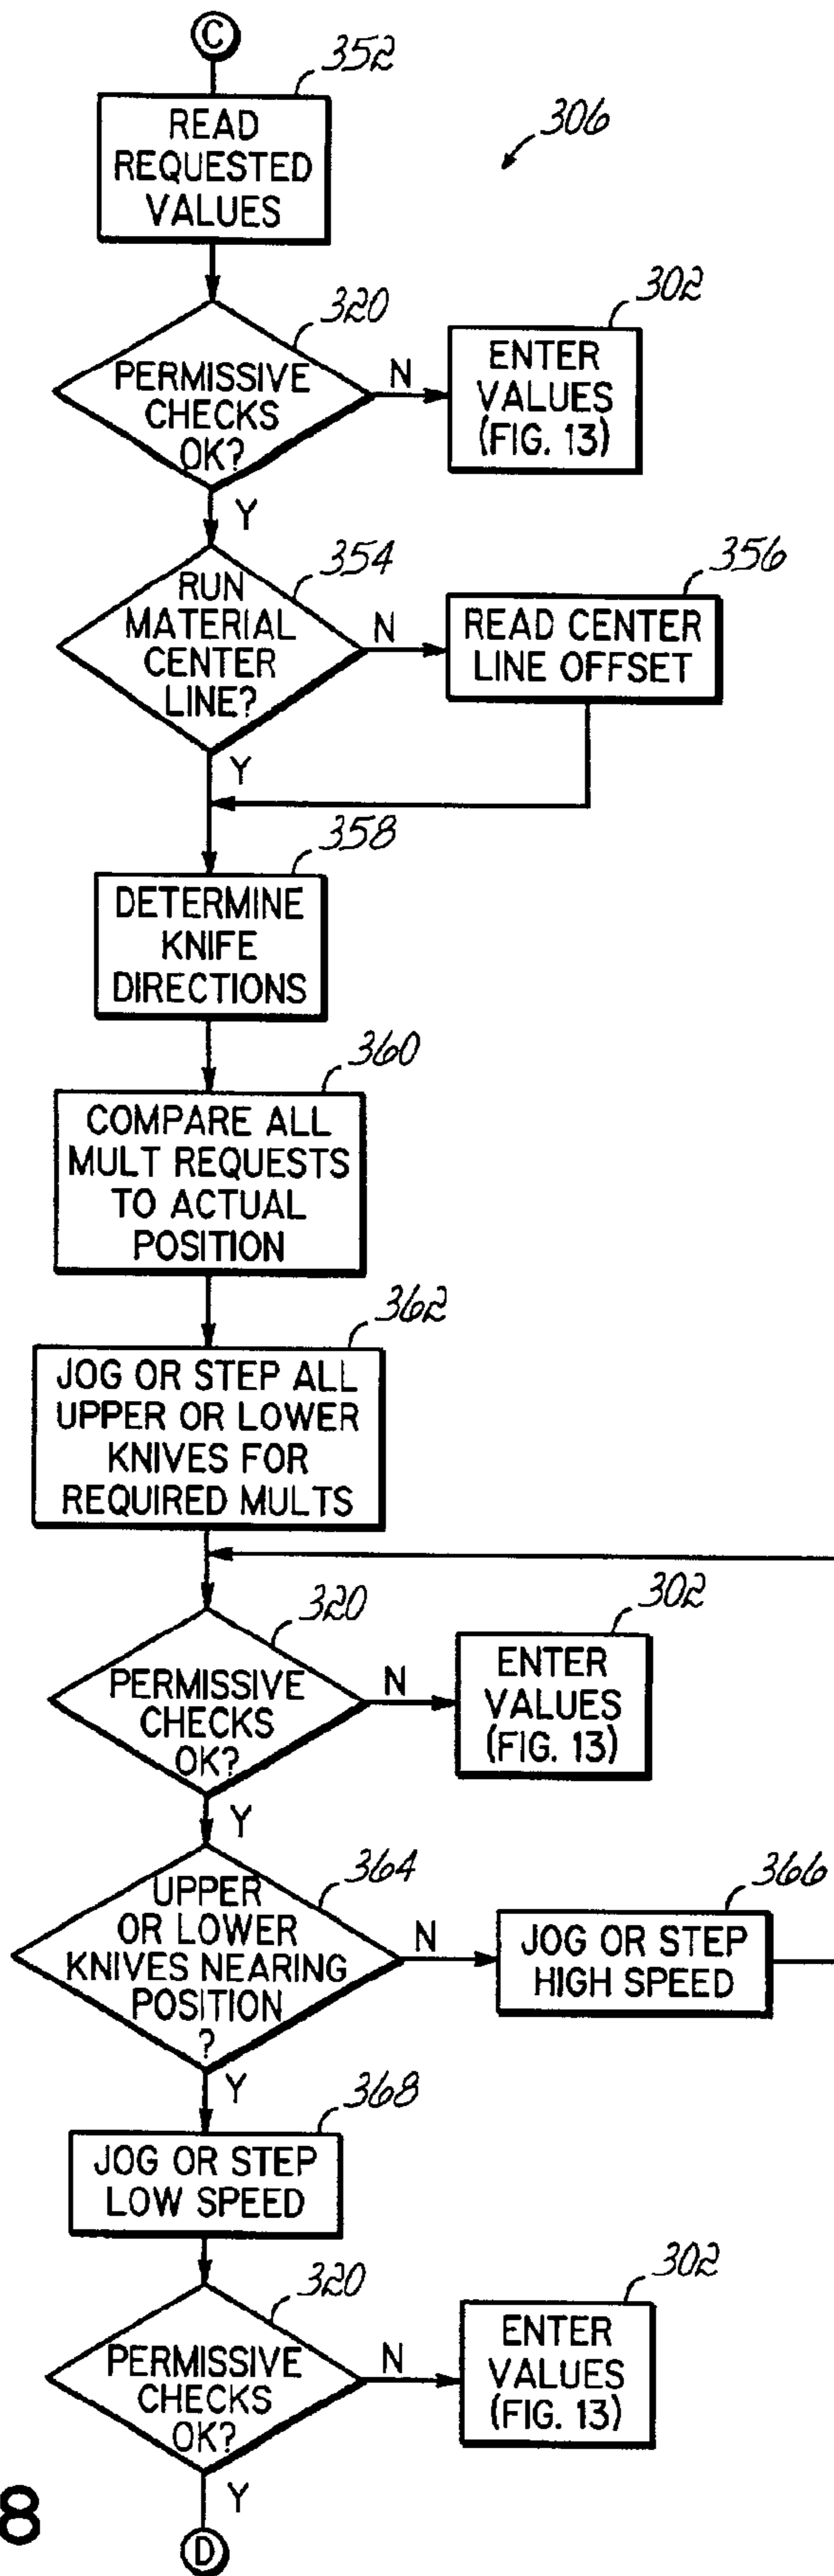 C
352
READ
REQUESTED
VALUES
306
320
PERMISSIVE
CHECKS
OK?
N
302
ENTER
VALUES
(FIG. 13)
Y
354
RUN
MATERIAL
CENTER
LINE?
N
356
READ CENTER
LINE OFFSET
Y
358
DETERMINE
KNIFE
DIRECTIONS
360
COMPARE ALL
MULT REQUESTS
TO ACTUAL
POSITION
362
JOG OR STEP ALL
UPPER OR LOWER
KNIVES FOR
REQUIRED MULTS
320
PERMISSIVE
CHECKS
OK?
N
302
ENTER
VALUES
(FIG. 13)
Y
364
UPPER
OR LOWER
KNIVES NEARING
POSITION
?
N
366
JOG OR STEP
HIGH SPEED
Y
368
JOG OR STEP
LOW SPEED
320
PERMISSIVE
CHECKS
OK?
N
302
ENTER
VALUES
(FIG. 13)
Y
8
D